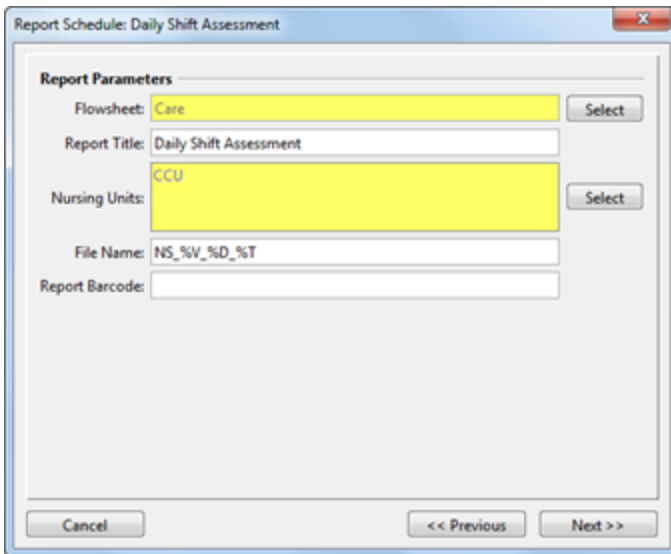 Report Schedule: Daily Shift Assessment
Report Parameters
Flowsheet: Care Select
Report Title: Daily Shift Assessment
CCU
Nursing Units: Select
File Name: NS_%V_%D_%T
Report Barcode:
Cancel << Previous Next >>